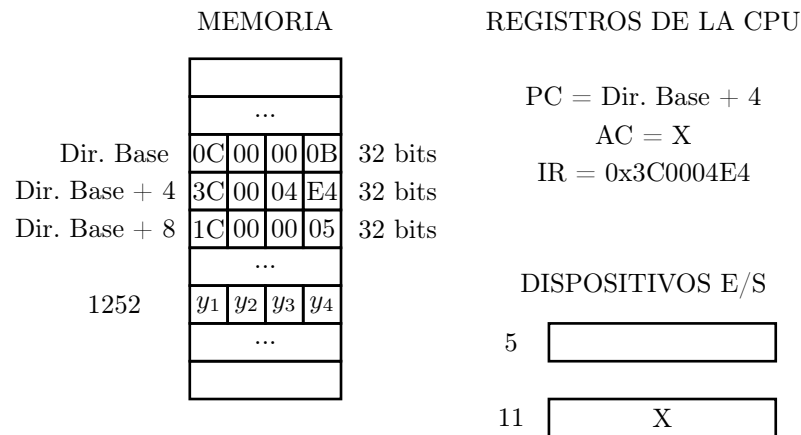 MEMORIA
...
Dir. Base 0C 00 00 0B 32 bits
Dir. Base + 4 3C 00 04 E4 32 bits
Dir. Base + 8 1C 00 00 05 32 bits
...
1252 y₁ y₂ y₃ y₄
...
REGISTROS DE LA CPU
PC = Dir. Base + 4
AC = X
IR = 0x3C0004E4
DISPOSITIVOS E/S
5
11 X